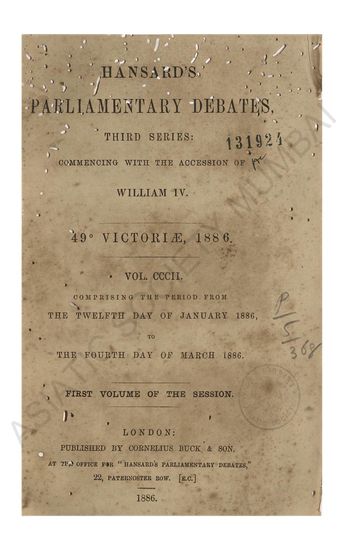 HANSARD'S
PARLIAMENTARY DEBATES,
THIRD SERIES:
131924
COMMENCING WITH THE ACCESSION OF
WILLIAM IV.
49° VICTORIÆ, 1886.
VOL. CCCII.
COMPRISING THE PERIOD FROM
THE TWELFTH DAY OF JANUARY 1886,
TO
THE FOURTH DAY OF MARCH 1886.
FIRST VOLUME OF THE SESSION.
LONDON:
PUBLISHED BY CORNELIUS BUCK & SON,
AT THE OFFICE FOR "HANSARD'S PARLIAMENTARY DEBATES,"
22, PATERNOSTER ROW. [E.C.]
1886.
ASIATIC SOCIETY MUMBAI